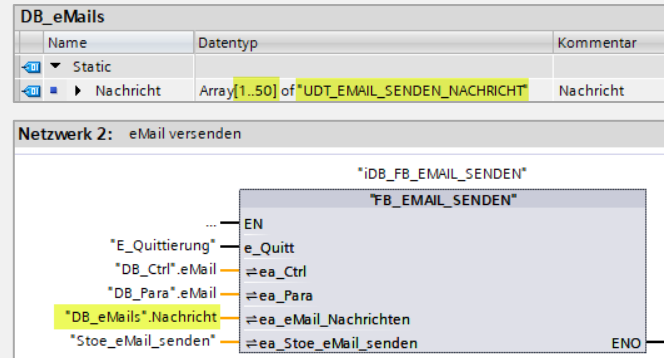 DB_eMails
Name Datentyp Kommentar
Static
Nachricht Array[1..50] of "UDT_EMAIL_SENDEN_NACHRICHT" Nachricht
Netzwerk 2: eMail versenden
"iDB_FB_EMAIL_SENDEN"
"FB_EMAIL_SENDEN"
... EN
"E_Quittierung" e_Quitt
"DB_Ctrl".eMail ⇌ea_Ctrl
"DB_Para".eMail ⇌ea_Para
"DB_eMails".Nachricht ⇌ea_eMail_Nachrichten
"Stoe_eMail_senden" ⇌ea_Stoe_eMail_senden ENO